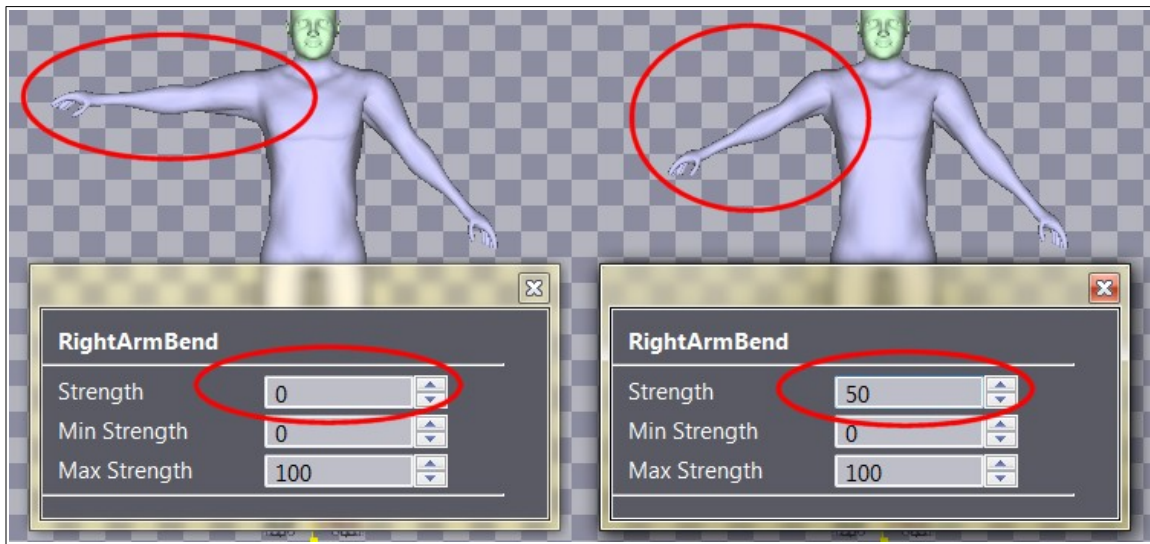 RightArmBend
Strength 0
Min Strength 0
Max Strength 100
RightArmBend
Strength 50
Min Strength 0
Max Strength 100